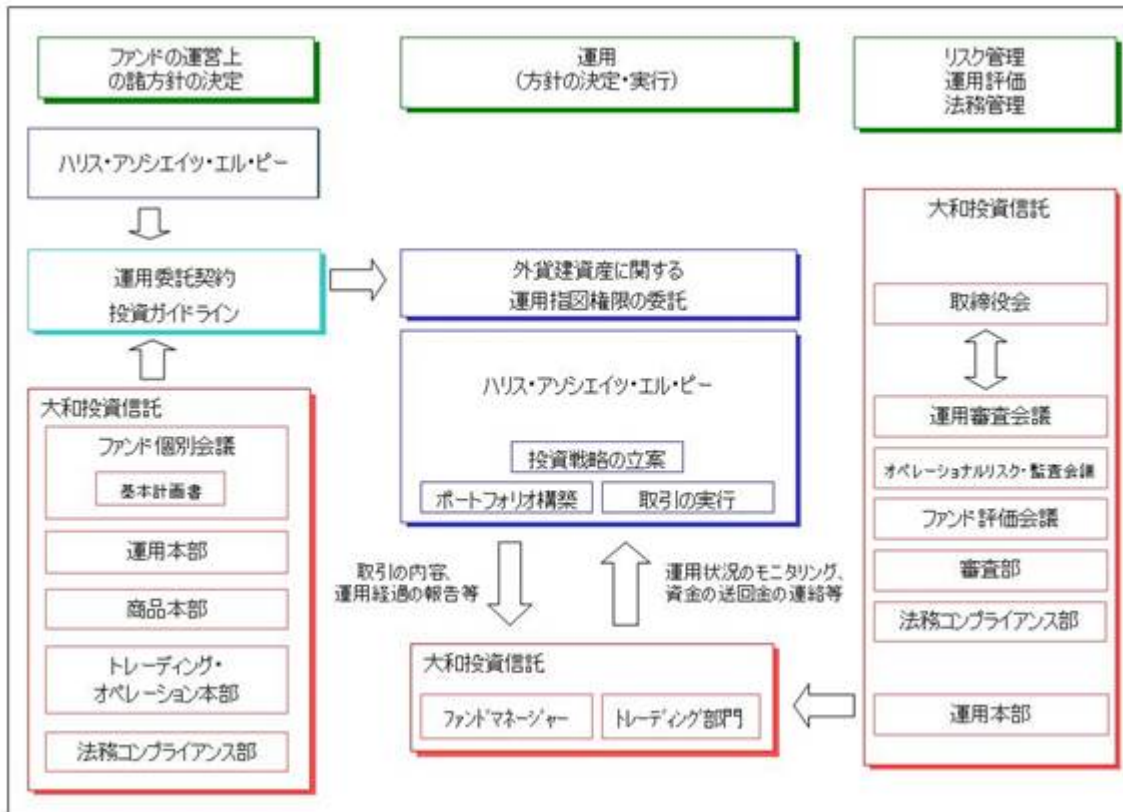 ファンドの運営上
の諸方針の決定
運用
(方針の決定・実行)
リスク管理
運用評価
法務管理
ハリス・アソシエイツ・エル・ピー
運用委託契約
投資ガイドライン
大和投資信託
ファンド個別会議
基本計画書
運用本部
商品本部
トレーディング・
オペレーション本部
法務コンプライアンス部
外貨建資産に関する
運用指図権限の委託
ハリス・アソシエイツ・エル・ピー
投資戦略の立案
ポートフォリオ構築
取引の実行
取引の内容、
運用経過の報告等
運用状況のモニタリング、
資金の送回金の連絡等
大和投資信託
ファンドマネージャー
トレーディング部門
大和投資信託
取締役会
運用審査会議
オペレーショナルリスク・監査会議
ファンド評価会議
審査部
法務コンプライアンス部
運用本部